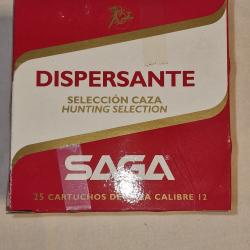 DISPERSANTE
SELECCIÓN CAZA
HUNTING SELECTION
SAGA
25 CARTUCHOS DE CAZA CALIBRE 12